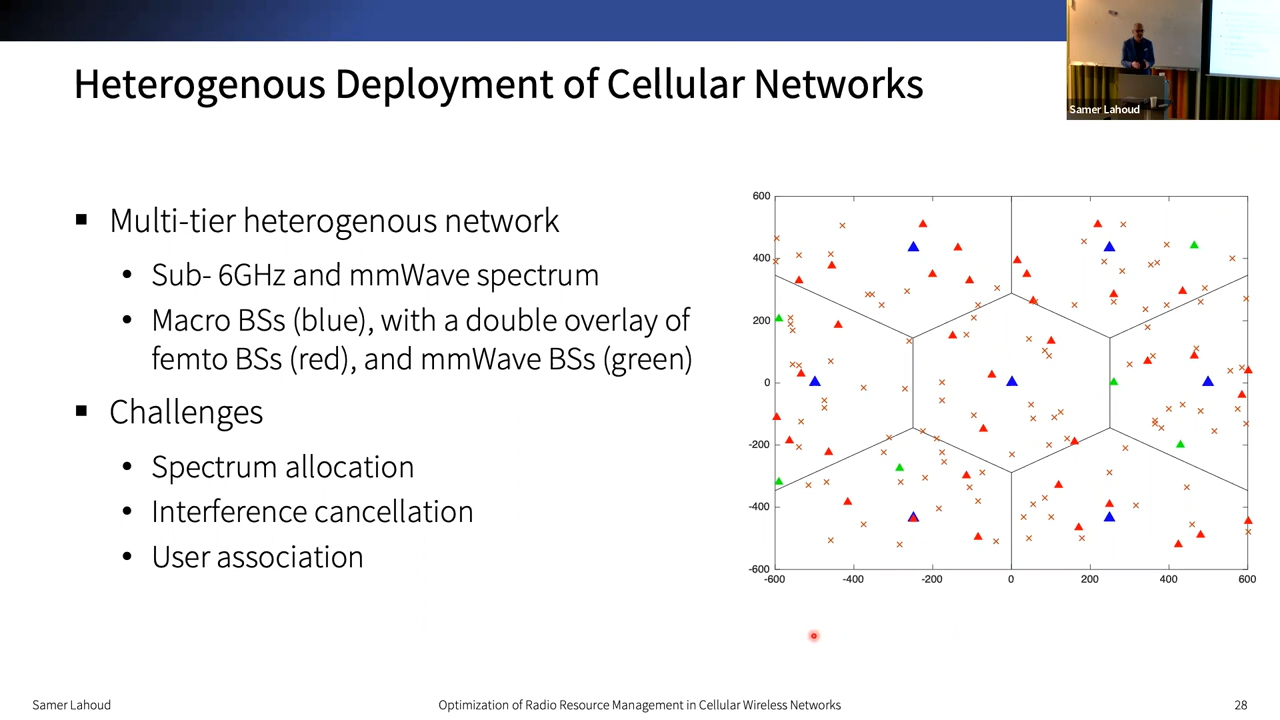 Heterogenous Deployment of Cellular Networks
Samer Lahoud
Multi-tier heterogenous network
Sub- 6GHz and mmWave spectrum
Macro BSs (blue), with a double overlay of
femto BSs (red), and mmWave BSs (green)
Challenges
Spectrum allocation
Interference cancellation
User association
600
400
200
0
-200
-400
-600
-600 -400 -200 0 200 400 600
Samer Lahoud Optimization of Radio Resource Management in Cellular Wireless Networks 28